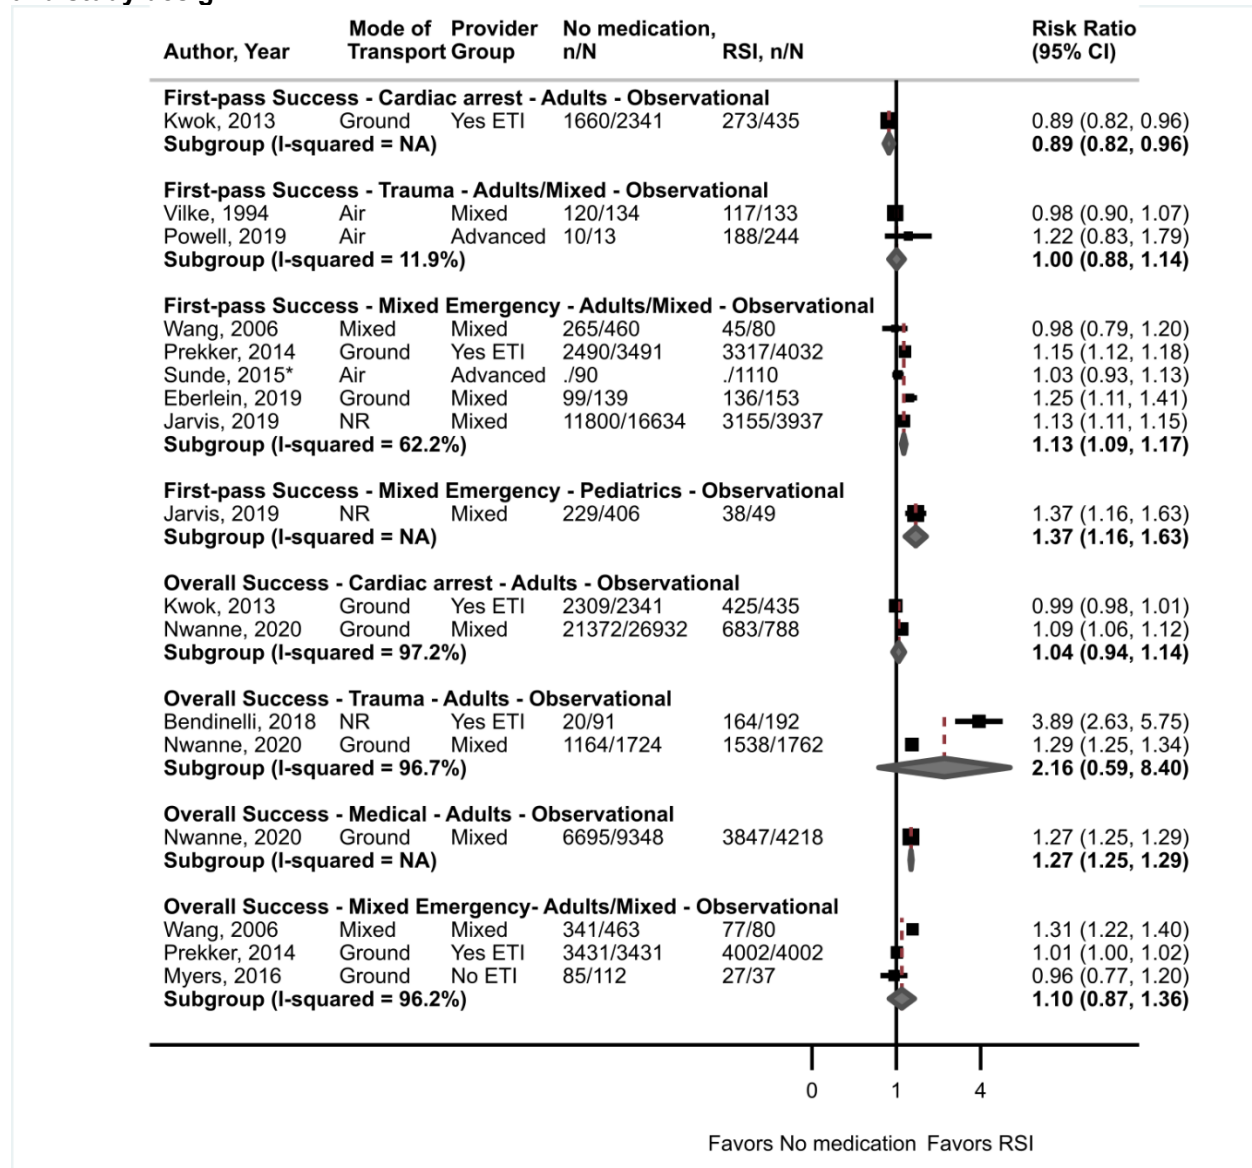 Author, Year Mode of Transport Provider Group No medication, n/N RSI, n/N Risk Ratio (95% CI)
First-pass Success - Cardiac arrest - Adults - Observational
Kwok, 2013 Ground Yes ETI 1660/2341 273/435 0.89 (0.82, 0.96)
Subgroup (I-squared = NA) 0.89 (0.82, 0.96)
First-pass Success - Trauma - Adults/Mixed - Observational
Vilke, 1994 Air Mixed 120/134 117/133 0.98 (0.90, 1.07)
Powell, 2019 Air Advanced 10/13 188/244 1.22 (0.83, 1.79)
Subgroup (I-squared = 11.9%) 1.00 (0.88, 1.14)
First-pass Success - Mixed Emergency - Adults/Mixed - Observational
Wang, 2006 Mixed Mixed 265/460 45/80 0.98 (0.79, 1.20)
Prekker, 2014 Ground Yes ETI 2490/3491 3317/4032 1.15 (1.12, 1.18)
Sunde, 2015* Air Advanced ./90 ./1110 1.03 (0.93, 1.13)
Eberlein, 2019 Ground Mixed 99/139 136/153 1.25 (1.11, 1.41)
Jarvis, 2019 NR Mixed 11800/16634 3155/3937 1.13 (1.11, 1.15)
Subgroup (I-squared = 62.2%) 1.13 (1.09, 1.17)
First-pass Success - Mixed Emergency - Pediatrics - Observational
Jarvis, 2019 NR Mixed 229/406 38/49 1.37 (1.16, 1.63)
Subgroup (I-squared = NA) 1.37 (1.16, 1.63)
Overall Success - Cardiac arrest - Adults - Observational
Kwok, 2013 Ground Yes ETI 2309/2341 425/435 0.99 (0.98, 1.01)
Nwanne, 2020 Ground Mixed 21372/26932 683/788 1.09 (1.06, 1.12)
Subgroup (I-squared = 97.2%) 1.04 (0.94, 1.14)
Overall Success - Trauma - Adults - Observational
Bendinelli, 2018 NR Yes ETI 20/91 164/192 3.89 (2.63, 5.75)
Nwanne, 2020 Ground Mixed 1164/1724 1538/1762 1.29 (1.25, 1.34)
Subgroup (I-squared = 96.7%) 2.16 (0.59, 8.40)
Overall Success - Medical - Adults - Observational
Nwanne, 2020 Ground Mixed 6695/9348 3847/4218 1.27 (1.25, 1.29)
Subgroup (I-squared = NA) 1.27 (1.25, 1.29)
Overall Success - Mixed Emergency- Adults/Mixed - Observational
Wang, 2006 Mixed Mixed 341/463 77/80 1.31 (1.22, 1.40)
Prekker, 2014 Ground Yes ETI 3431/3431 4002/4002 1.01 (1.00, 1.02)
Myers, 2016 Ground No ETI 85/112 27/37 0.96 (0.77, 1.20)
Subgroup (I-squared = 96.2%) 1.10 (0.87, 1.36)
0 1 4
Favors No medication Favors RSI